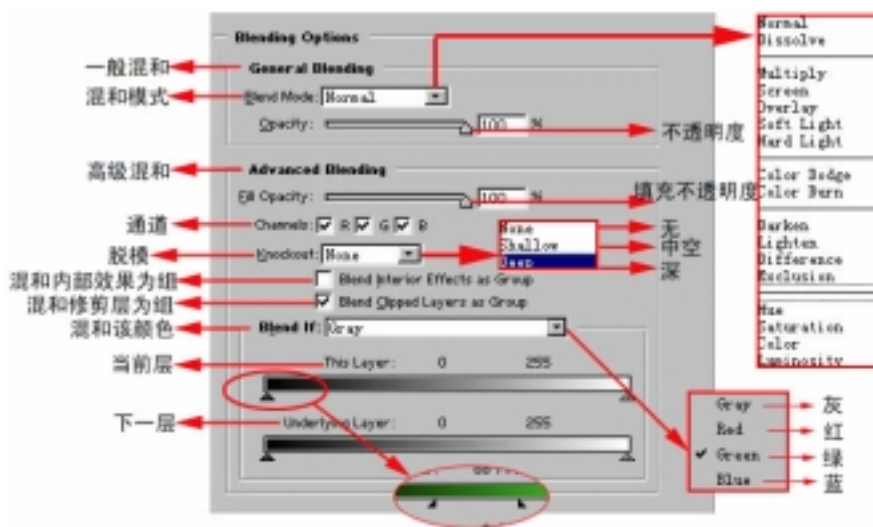 Blending Options
一般混和
General Blending
混和模式
Blend Mode: Normal
Opacity: 100 %
不透明度
高级混和
Advanced Blending
Fill Opacity: 100 %
填充不透明度
通道
Channels: R G B
脱模
Knockout: None
None
Shallow
Deep
无
中空
深
混和内部效果为组
Blend Interior Effects as Group
混和修剪层为组
Blend Clipped Layers as Group
混和该颜色
Blend If: Gray
当前层
This Layer: 0 255
下一层
Underlying Layer: 0 255
Normal
Dissolve
Multiply
Screen
Overlay
Soft Light
Hard Light
Color Dodge
Color Burn
Darken
Lighten
Difference
Exclusion
Hue
Saturation
Color
Luminosity
Gray 灰
Red 红
Green 绿
Blue 蓝